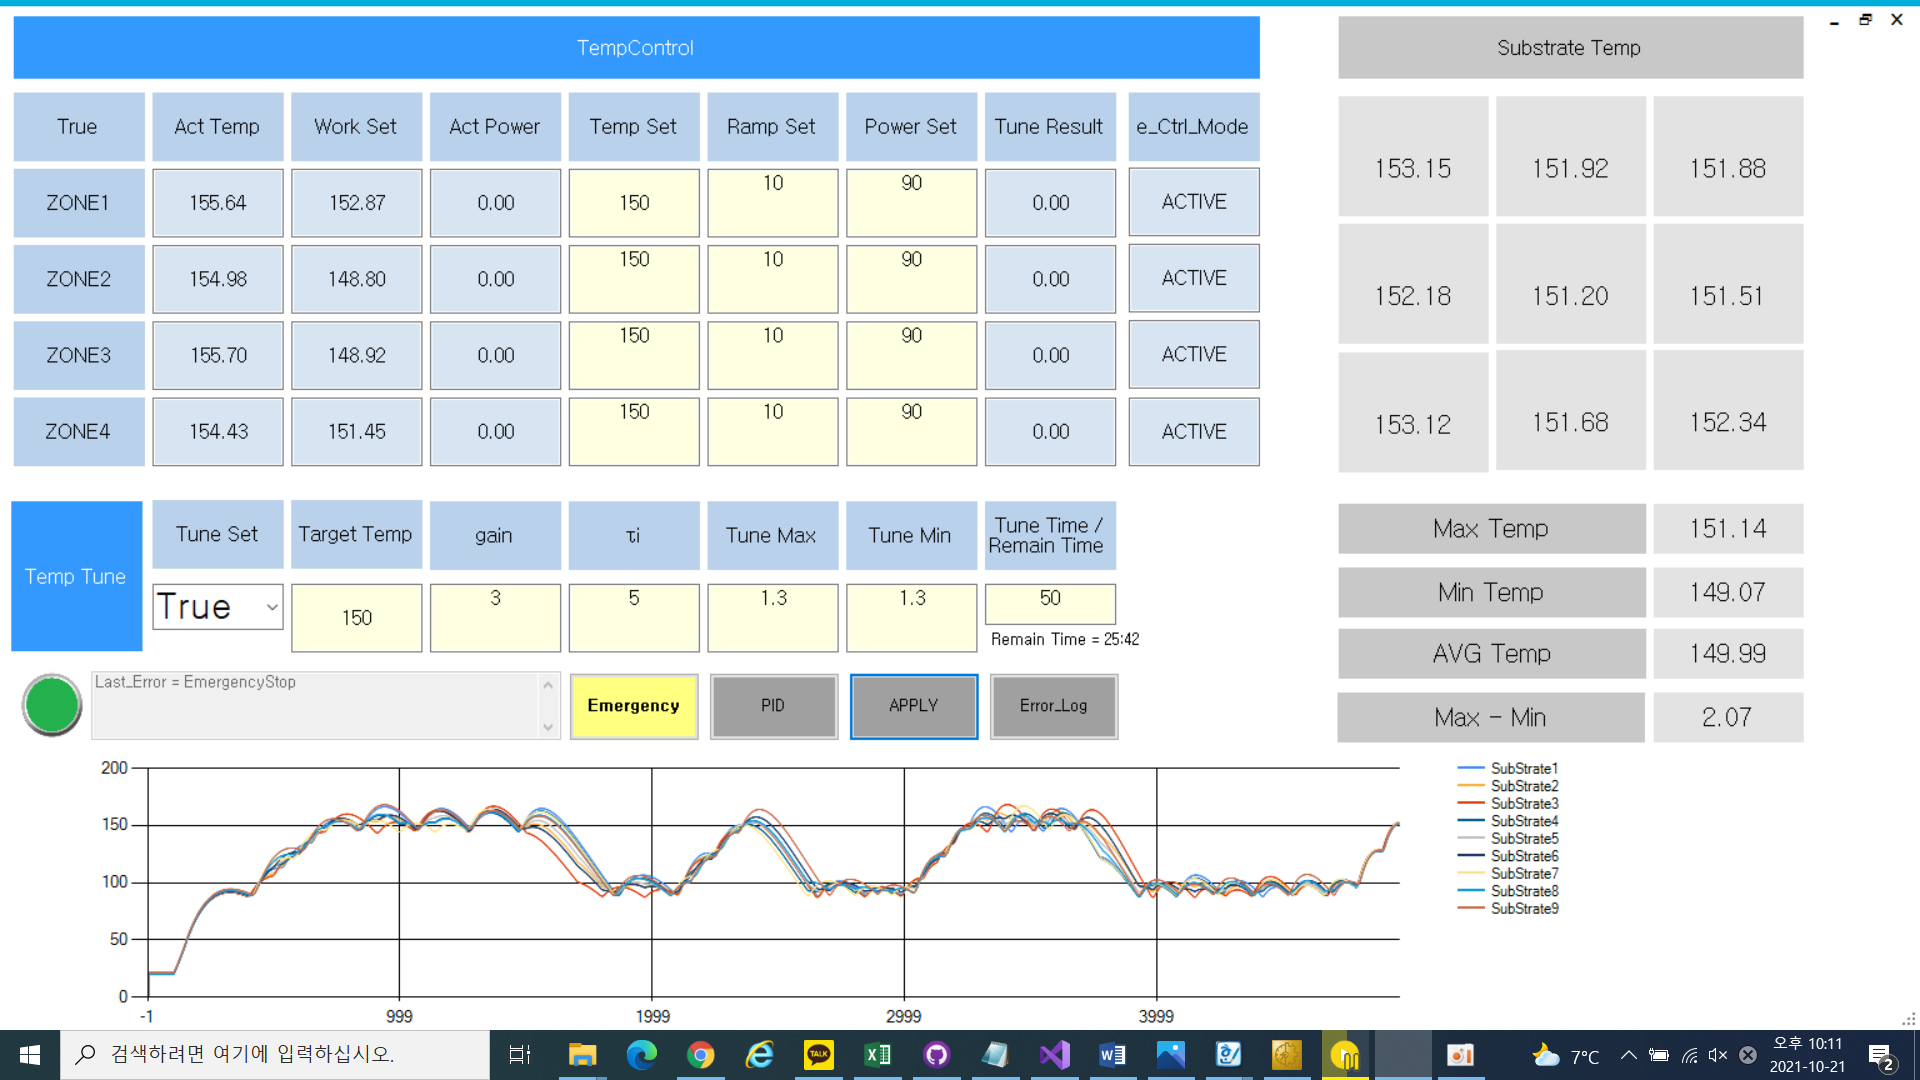 TempControl
Substrate Temp
True Act Temp Work Set Act Power Temp Set Ramp Set Power Set Tune Result e_Ctrl_Mode
ZONE1 155.64 152.87 0.00 150 10 90 0.00 ACTIVE
ZONE2 154.98 148.80 0.00 150 10 90 0.00 ACTIVE
ZONE3 155.70 148.92 0.00 150 10 90 0.00 ACTIVE
ZONE4 154.43 151.45 0.00 150 10 90 0.00 ACTIVE
153.15 151.92 151.88
152.18 151.20 151.51
153.12 151.68 152.34
Temp Tune
Tune Set Target Temp gain τi Tune Max Tune Min Tune Time /
Remain Time
True 150 3 5 1.3 1.3 50
Remain Time = 25:42
Max Temp 151.14
Min Temp 149.07
AVG Temp 149.99
Max - Min 2.07
Last_Error = EmergencyStop
Emergency PID APPLY Error_Log
200
150
100
50
0
-1 999 1999 2999 3999
SubStrate1
SubStrate2
SubStrate3
SubStrate4
SubStrate5
SubStrate6
SubStrate7
SubStrate8
SubStrate9
검색하려면 여기에 입력하십시오.
TALK
7°C
오후 10:11
2021-10-21
2